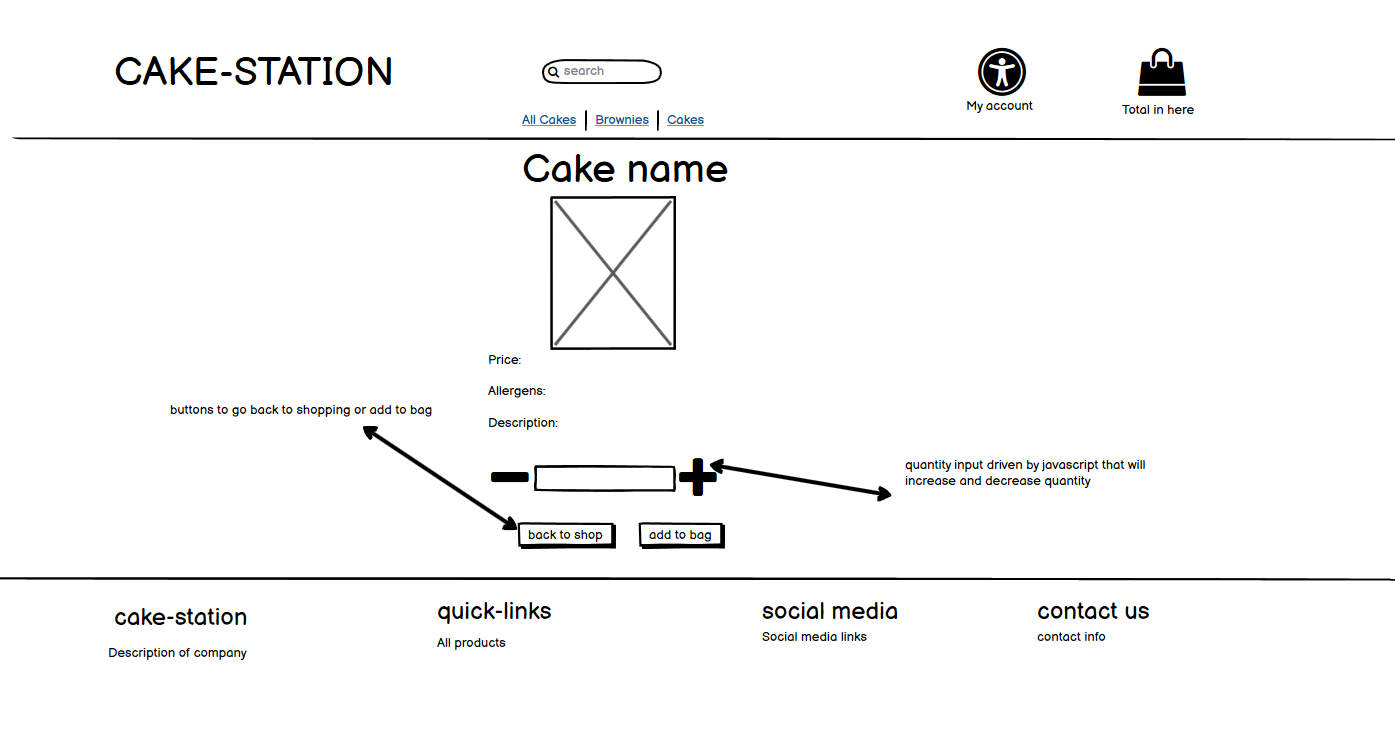 CAKE-STATION
search
My account
Total in here
All Cakes
Brownies
Cakes
Cake name
Price:
Allergens:
Description:
buttons to go back to shopping or add to bag
quantity input driven by javascript that will
increase and decrease quantity
back to shop
add to bag
cake-station
Description of company
quick-links
All products
social media
Social media links
contact us
contact info